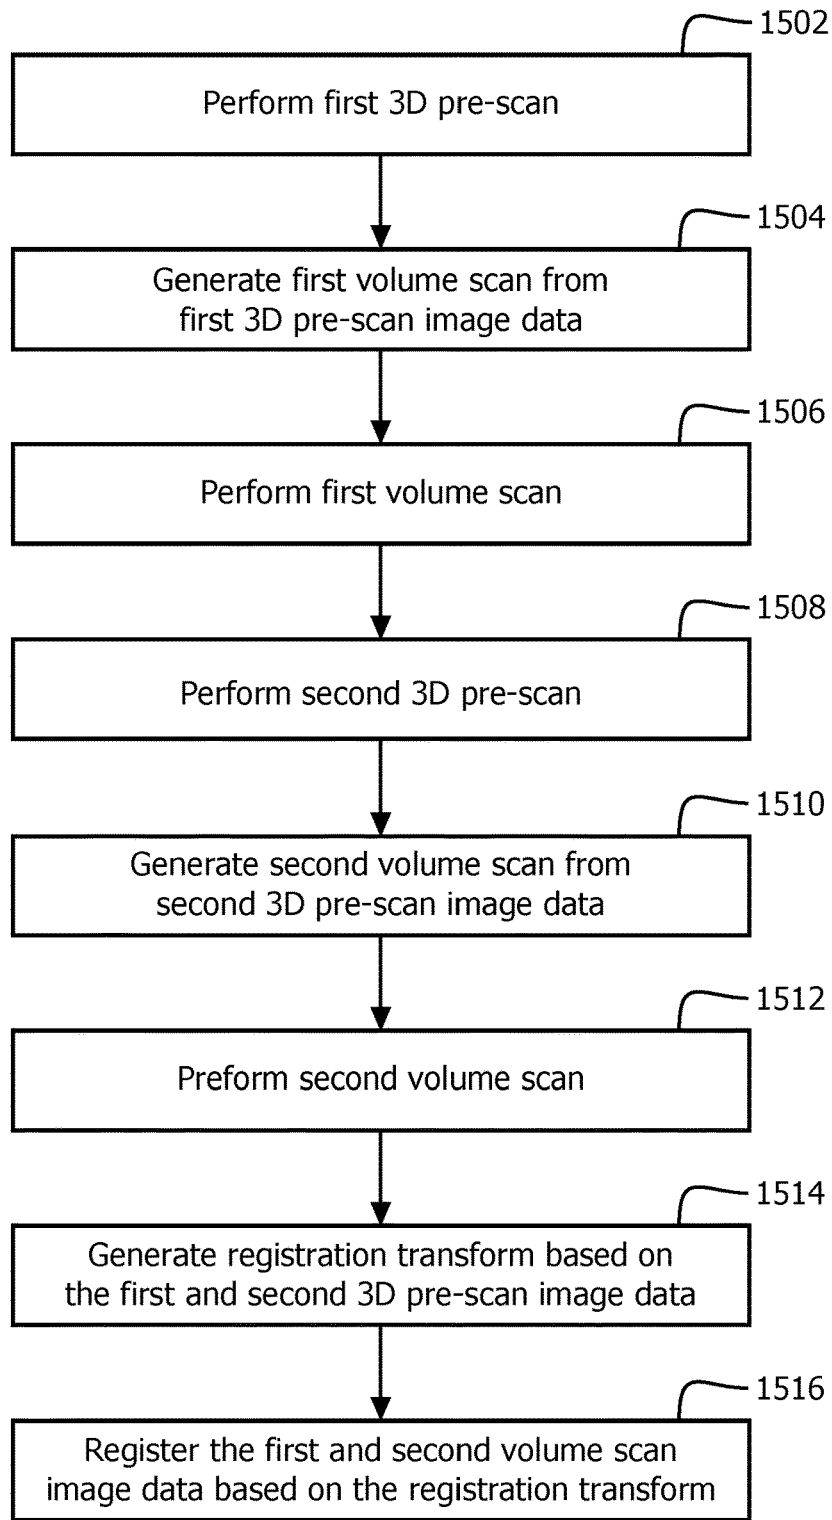 1502
Perform first 3D pre-scan
1504
Generate first volume scan from
first 3D pre-scan image data
1506
Perform first volume scan
1508
Perform second 3D pre-scan
1510
Generate second volume scan from
second 3D pre-scan image data
1512
Preform second volume scan
1514
Generate registration transform based on
the first and second 3D pre-scan image data
1516
Register the first and second volume scan
image data based on the registration transform